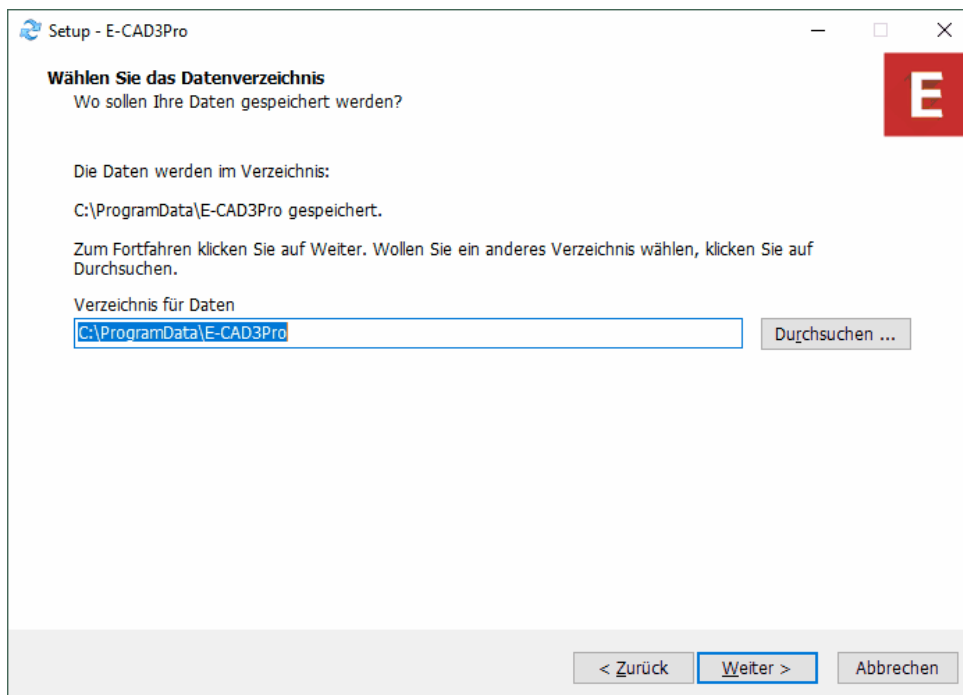 Setup - E-CAD3Pro
Wählen Sie das Datenverzeichnis
Wo sollen Ihre Daten gespeichert werden?
E
Die Daten werden im Verzeichnis:
C:\ProgramData\E-CAD3Pro gespeichert.
Zum Fortfahren klicken Sie auf Weiter. Wollen Sie ein anderes Verzeichnis wählen, klicken Sie auf
Durchsuchen.
Verzeichnis für Daten
C:\ProgramData\E-CAD3Pro
Durchsuchen ...
< Zurück
Weiter >
Abbrechen